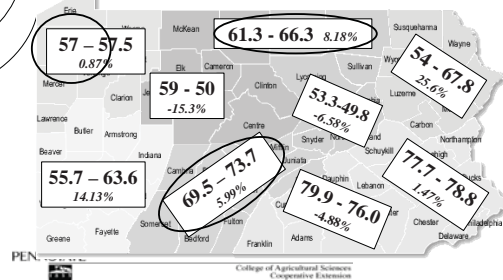 Erie
McKean
Susquehanna
Wayne
57 – 57.5
0.87%
61.3 - 66.3 8.18%
54 - 67.8
25.6%
Mercer
Elk
Cameron
Sullivan
59 - 50
-15.3%
Clarion
Clinton
Luzerne
53.3-49.8
-6.58%
Lawrence
Butler
Armstrong
Centre
Snyder
Carbon
Northampton
Schuylkill
Beaver
Indiana
Juniata
55.7 – 63.6
14.13%
69.5 – 73.7
5.99%
77.7 - 78.8
1.47%
Dauphin
Lebanon
79.9 - 76.0
-4.88%
Somerset
Bedford
Fulton
Franklin
Adams
Chester
Philadelphia
Delaware
Greene
Fayette
College of Agricultural Sciences
Cooperative Extension